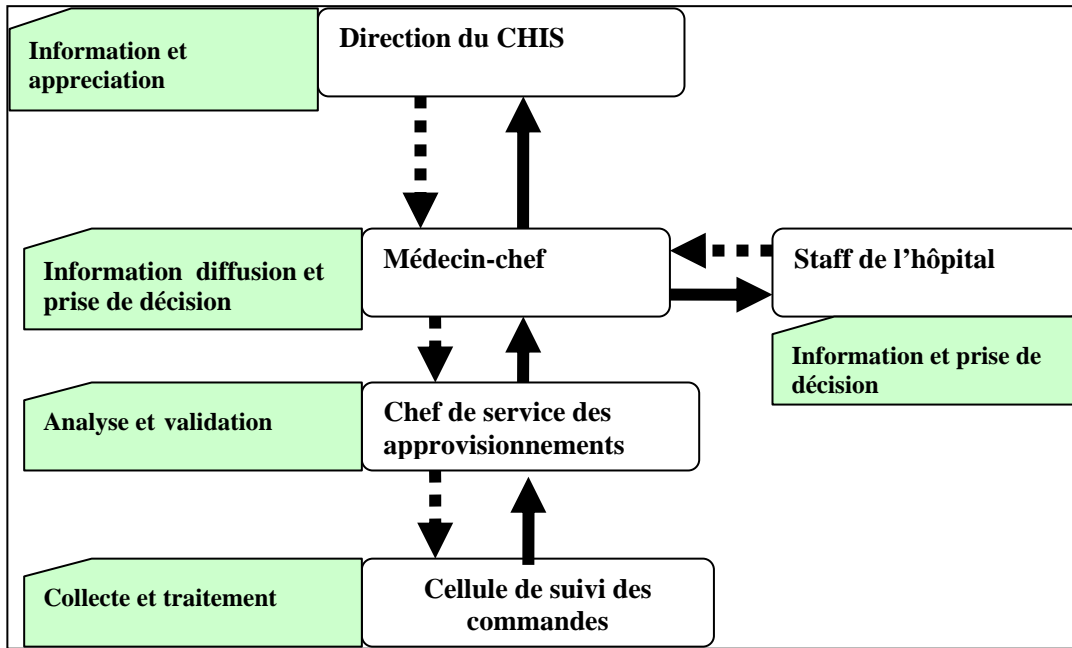 Information et
appreciation
Direction du CHIS
Information diffusion et
prise de décision
Médecin-chef
Staff de l'hôpital
Information et prise de
décision
Analyse et validation
Chef de service des
approvisionnements
Collecte et traitement
Cellule de suivi des
commandes